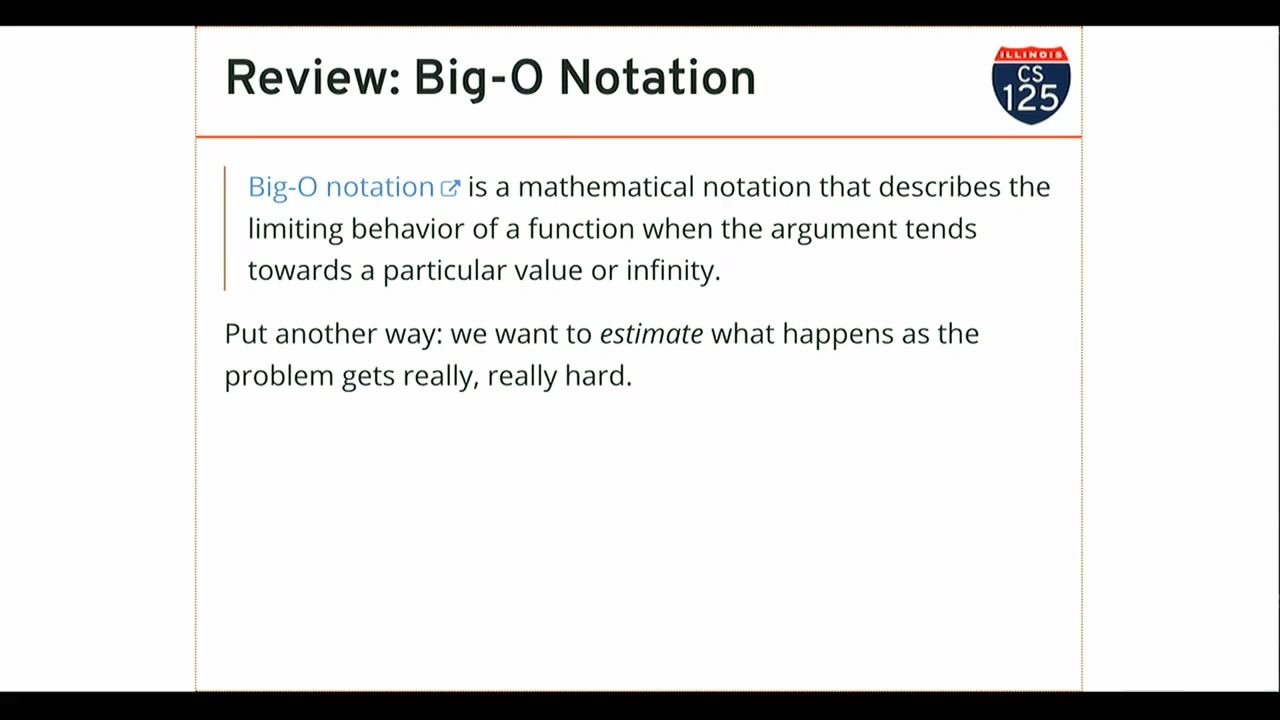 Review: Big-O Notation
ILLINOIS
CS
125
Big-O notation is a mathematical notation that describes the
limiting behavior of a function when the argument tends
towards a particular value or infinity.
Put another way: we want to estimate what happens as the
problem gets really, really hard.